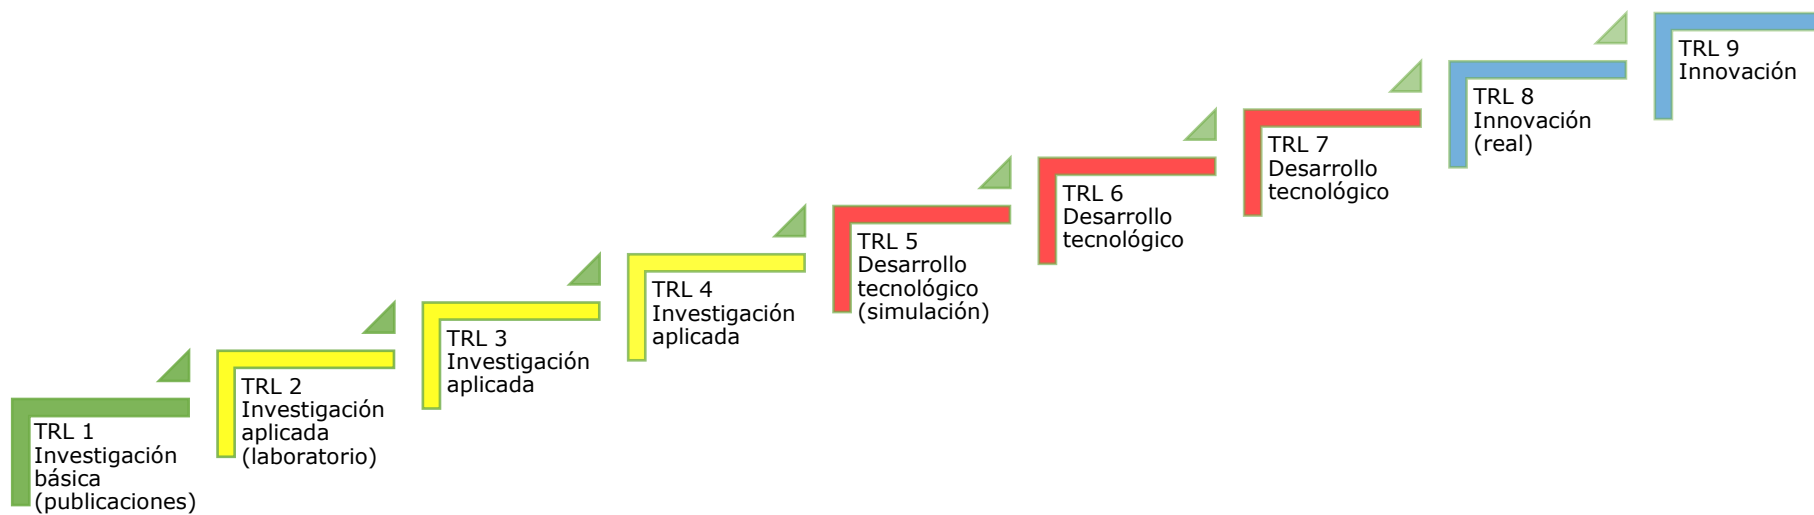 TRL 1
Investigación
básica
(publicaciones)
TRL 2
Investigación
aplicada
(laboratorio)
TRL 3
Investigación
aplicada
TRL 4
Investigación
aplicada
TRL 5
Desarrollo
tecnológico
(simulación)
TRL 6
Desarrollo
tecnológico
TRL 7
Desarrollo
tecnológico
TRL 8
Innovación
(real)
TRL 9
Innovación